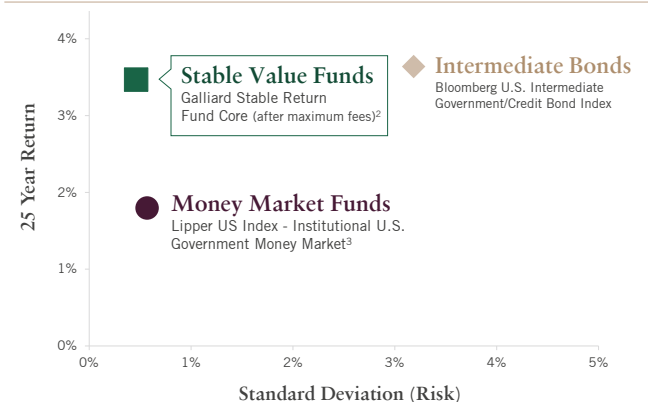 4%
Stable Value Funds
Galliard Stable Return
Fund Core (after maximum fees)2
Intermediate Bonds
Bloomberg U.S. Intermediate
Government/Credit Bond Index
3%
25 Year Return
2%
Money Market Funds
Lipper US Index - Institutional U.S.
Government Money Market3
1%
0%
0% 1% 2% 3% 4% 5%
Standard Deviation (Risk)